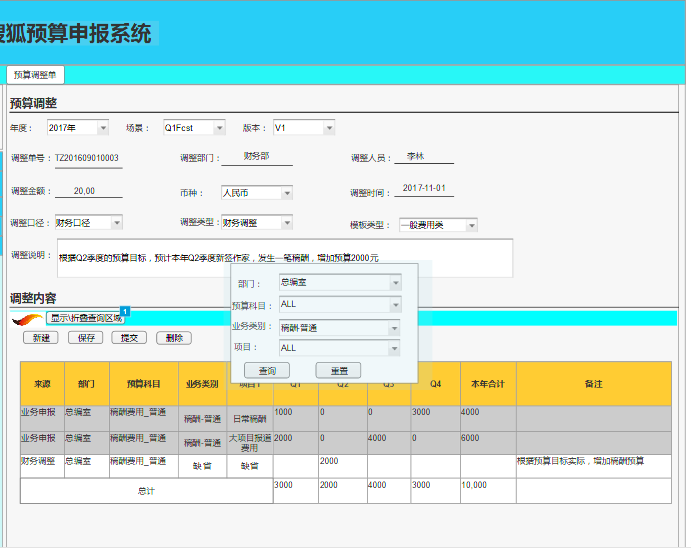 搜狐预算申报系统
预算调整单
预算调整
年度： 2017年 场景： Q1Fcst 版本： V1
调整单号： TZ201609010003 调整部门： 财务部 调整人员： 李林
调整金额： 20,00 币种： 人民币 调整时间： 2017-11-01
调整口径： 财务口径 调整类型： 财务调整 模板类型： 一般费用类
调整说明： 根据Q2季度的预算目标，预计本年Q2季度新签作家，发生一笔稿酬，增加预算2000元
部门： 总编室
预算科目： ALL
业务类别： 稿酬-普通
项目： ALL
查询 重置
调整内容
显示\折叠查询区域 1
新建 保存 提交 删除
来源 部门 预算科目 业务类别 项目1 Q1 Q2 Q3 Q4 本年合计 备注
业务申报 总编室 稿酬费用_普通 稿酬-普通 日常稿酬 1000 0 0 3000 4000
业务申报 总编室 稿酬费用_普通 稿酬-普通 大项目报道费用 2000 0 4000 0 6000
财务调整 总编室 稿酬费用_普通 缺省 缺省 2000 根据预算目标实际，增加稿酬预算
总计 3000 2000 4000 3000 10,000